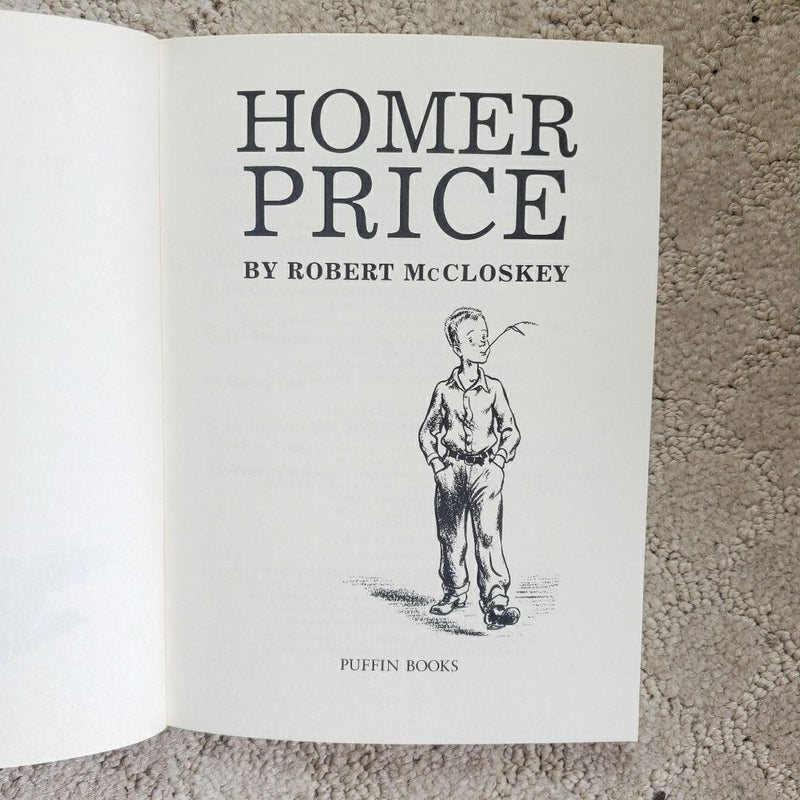 HOMER
PRICE
BY ROBERT McCLOSKEY
PUFFIN BOOKS